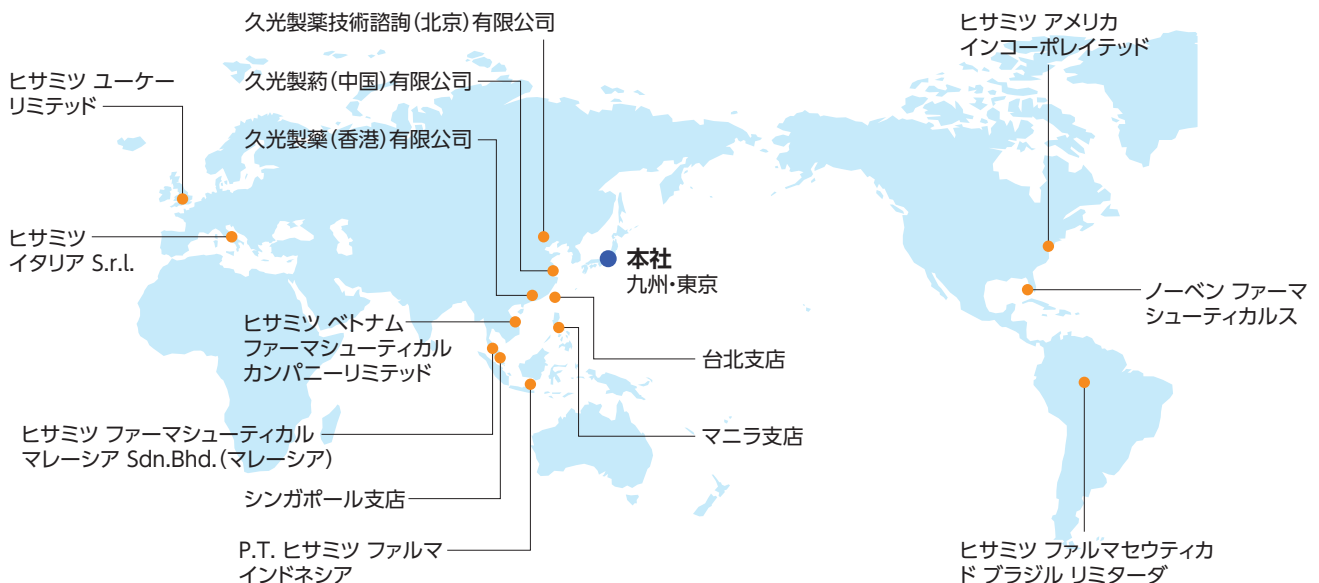 久光製薬技術諮詢(北京)有限公司
ヒサミツ アメリカ
インコーポレイテッド
ヒサミツ ユーケー
リミテッド
久光製葯(中国)有限公司
久光製藥(香港)有限公司
ヒサミツ
イタリア S.r.l.
本社
九州・東京
ノーベン ファーマ
シューティカルス
ヒサミツ ベトナム
ファーマシューティカル
カンパニーリミテッド
台北支店
ヒサミツ ファーマシューティカル
マレーシア Sdn.Bhd.(マレーシア)
マニラ支店
シンガポール支店
P.T. ヒサミツ ファルマ
インドネシア
ヒサミツ ファルマセウティカ
ド ブラジル リミターダ